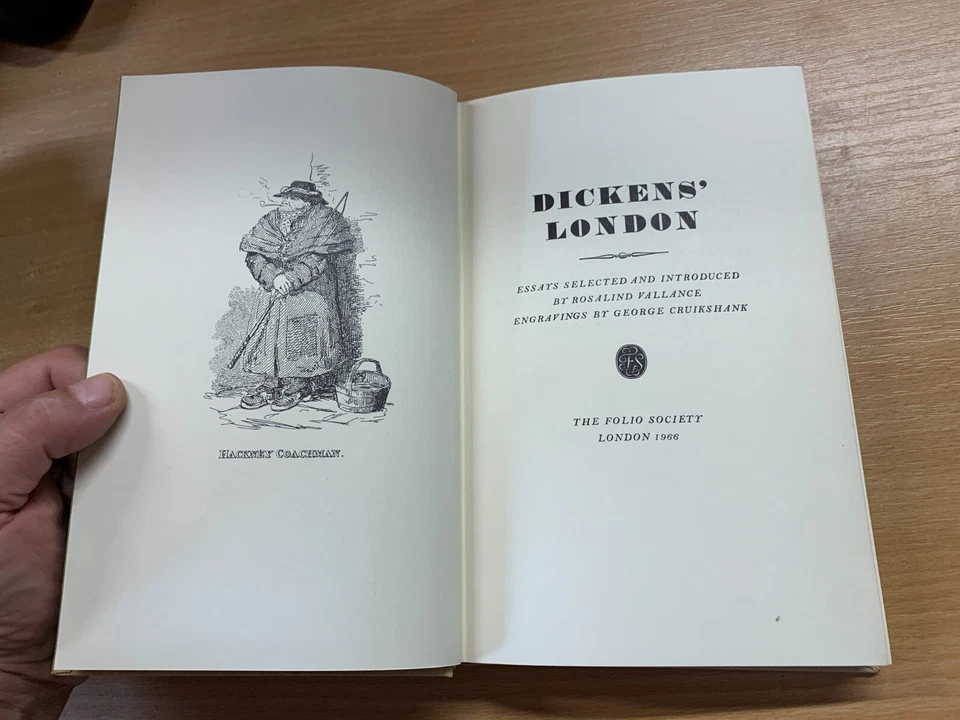 HACKNEY COACHMAN.
DICKENS'
LONDON
ESSAYS SELECTED AND INTRODUCED
BY ROSALIND VALLANCE
ENGRAVINGS BY GEORGE CRUIKSHANK
FS
THE FOLIO SOCIETY
LONDON 1966